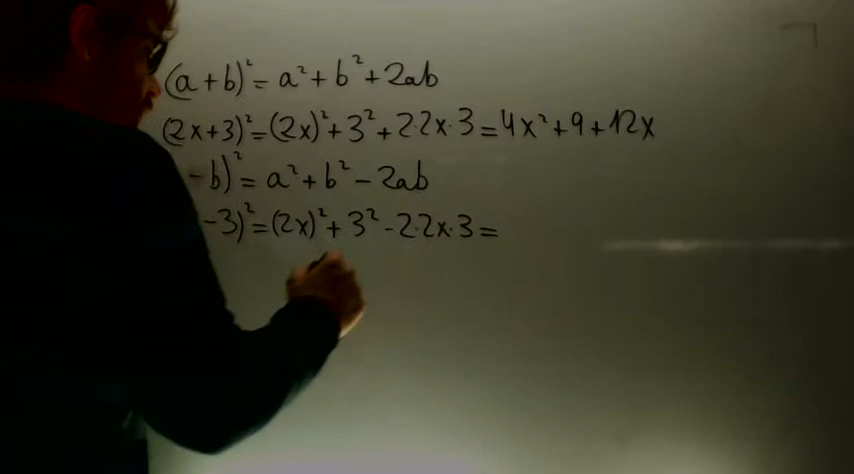 (a+b)² = a² + b² + 2ab
(2x+3)² = (2x)² + 3² + 2·2x·3 = 4x² + 9 + 12x
-b)² = a² + b² - 2ab
-3)² = (2x)² + 3² - 2·2x·3 =